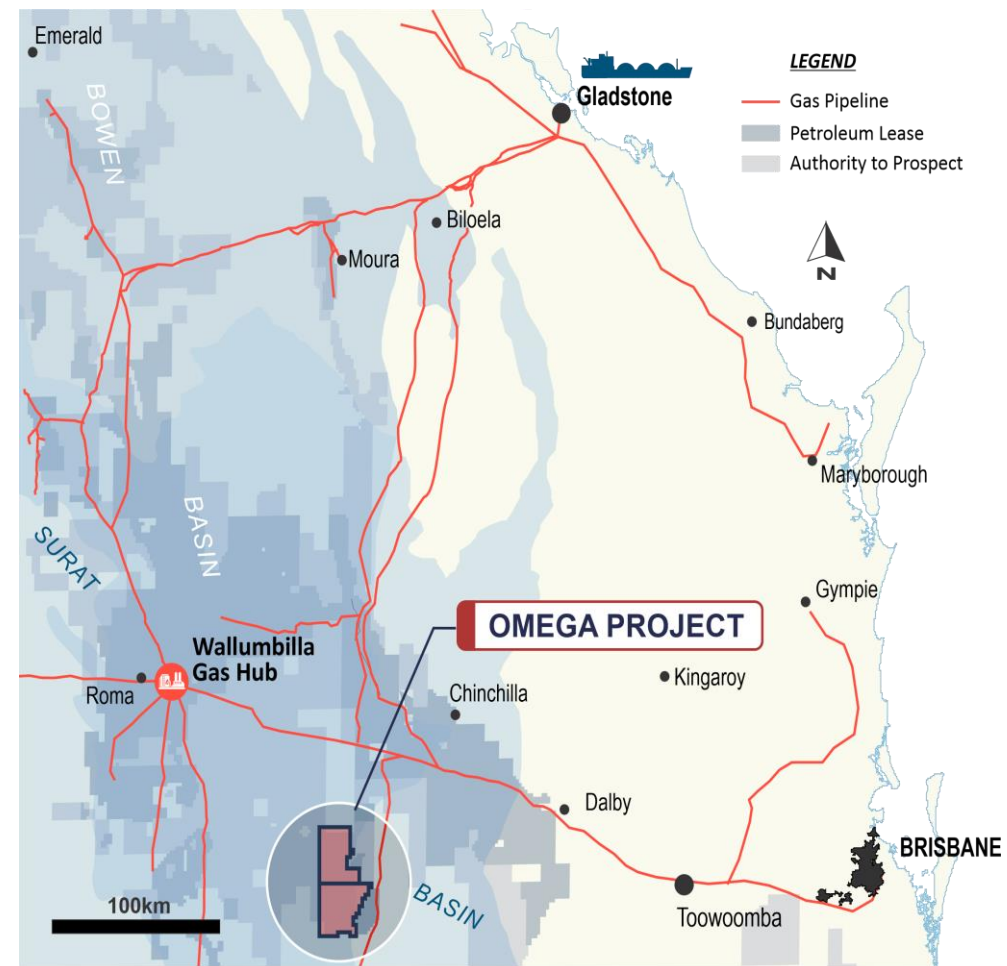 Emerald
BOWEN
Gladstone
LEGEND
Gas Pipeline
Petroleum Lease
Authority to Prospect
Biloela
Moura
N
Bundaberg
Maryborough
BASIN
SURAT
Gympie
OMEGA PROJECT
Wallumbilla
Gas Hub
Kingaroy
Roma
Chinchilla
Dalby
BRISBANE
BASIN
100km
Toowoomba